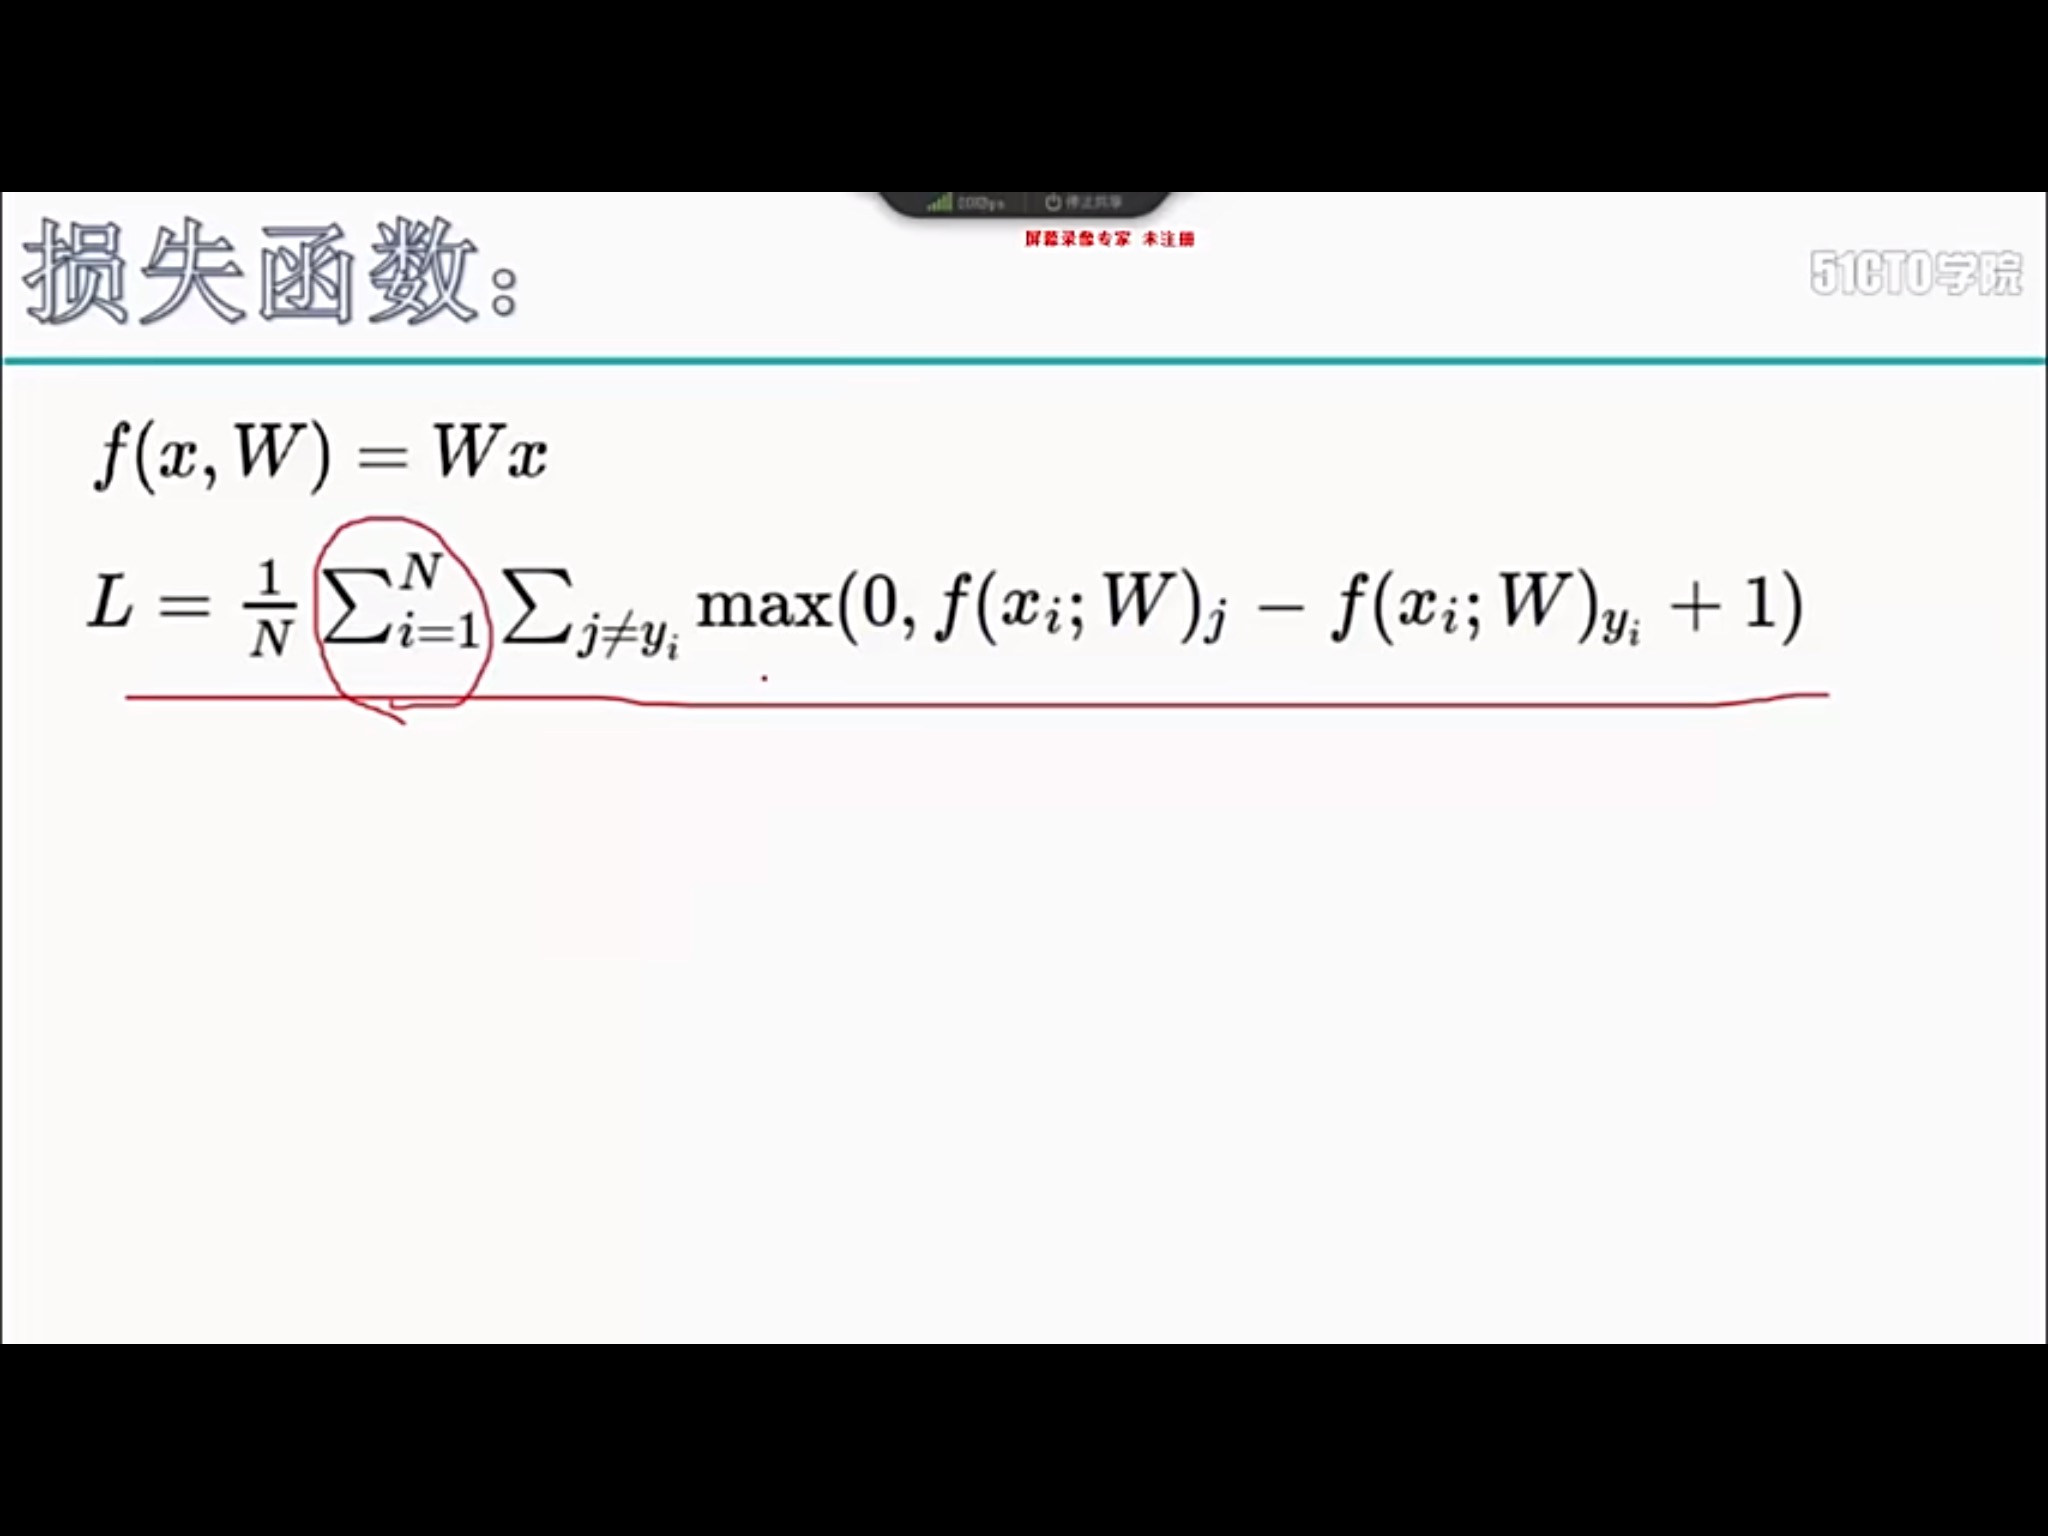 停止共享
屏幕录像专家 未注册
损失函数：
51CTO学院
f(x, W) = Wx
L = \frac{1}{N} \sum_{i=1}^{N} \sum_{j \neq y_i} \max(0, f(x_i; W)_j - f(x_i; W)_{y_i} + 1)